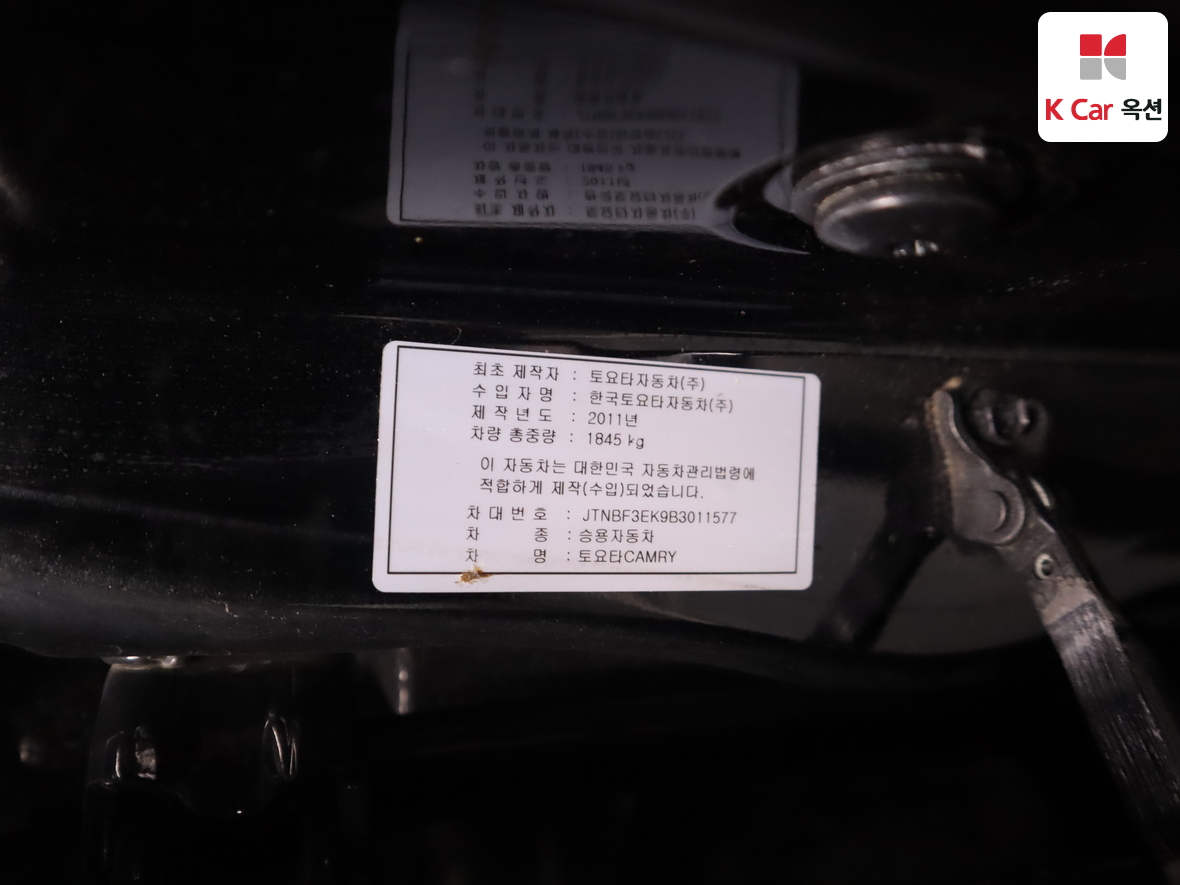 K Car 옥션
최초 제작자 : 토요타자동차(주)
수 입 자 명 : 한국토요타자동차(주)
제 작 년 도 : 2011년
차량 총중량 : 1845 kg
이 자동차는 대한민국 자동차관리법령에
적합하게 제작(수입)되었습니다.
차 대 번 호 : JTNBF3EK9B3011577
차 종 : 승용자동차
차 명 : 토요타CAMRY